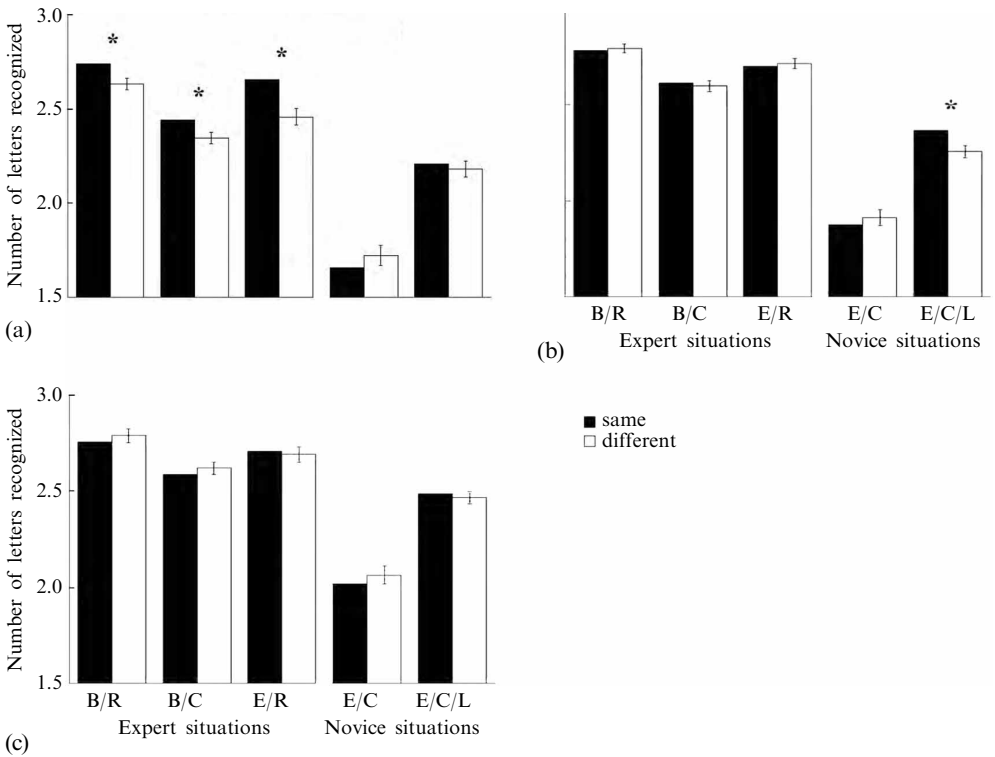 Number of letters recognized
3.0
2.5
2.0
1.5
* * *
(a)
*
B/R B/C E/R E/C E/C/L
Expert situations Novice situations
(b)
Number of letters recognized
3.0
2.5
2.0
1.5
B/R B/C E/R E/C E/C/L
Expert situations Novice situations
(c)
same
different